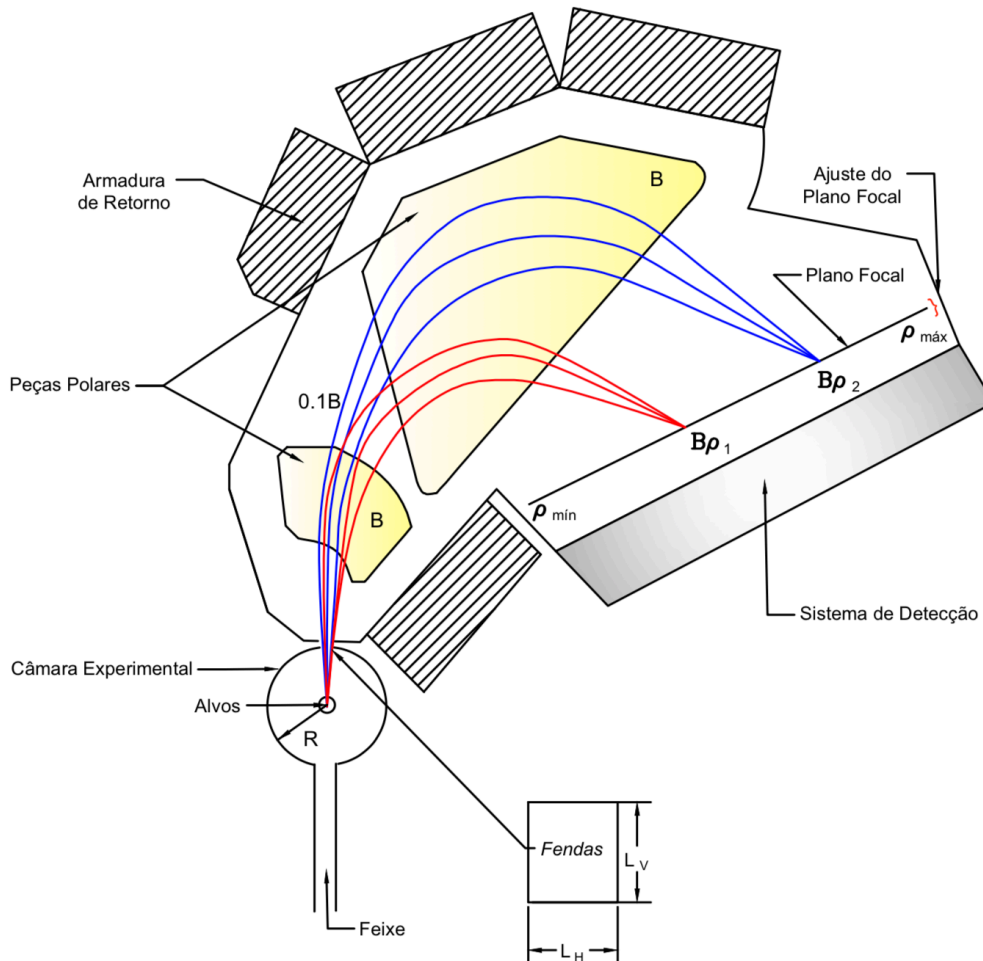 B
Armadura
de Retorno
Ajuste do
Plano Focal
Plano Focal
ρ máx
Peças Polares
0.1B
Bρ 2
Bρ 1
B
ρ mín
Sistema de Detecção
Câmara Experimental
Alvos
R
Fendas
L V
Feixe
L H